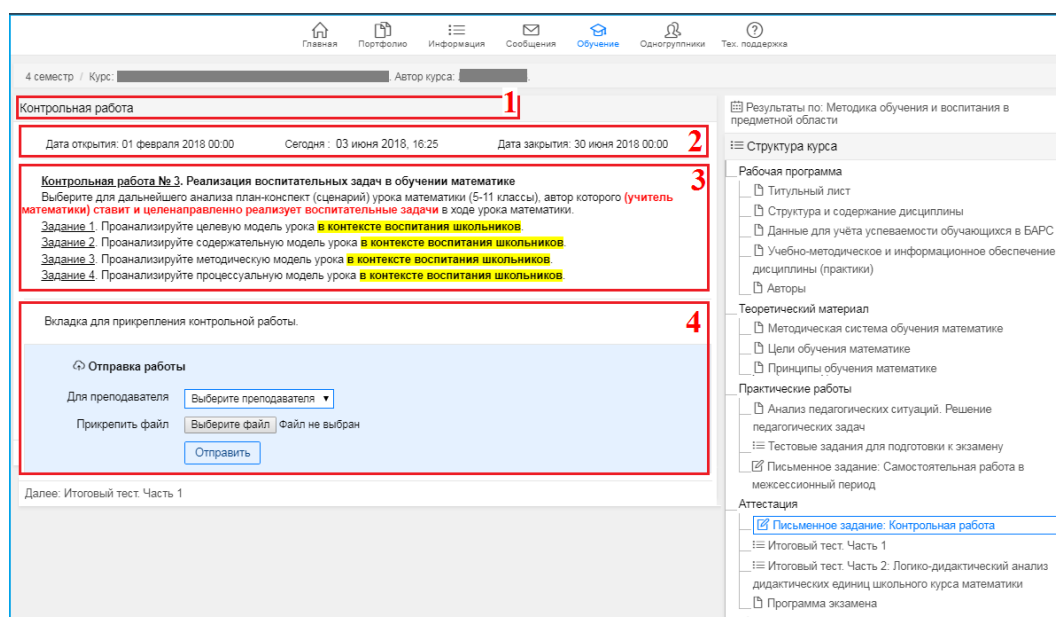 Главная Портфолио Информация Сообщения Обучение Одногруппники Тех. поддержка
4 семестр / Курс: . Автор курса:
Контрольная работа 1
Дата открытия: 01 февраля 2018 00:00 Сегодня : 03 июня 2018, 16:25 Дата закрытия: 30 июня 2018 00:00 2
3
Контрольная работа № 3. Реализация воспитательных задач в обучении математике
Выберите для дальнейшего анализа план-конспект (сценарий) урока математики (5-11 классы), автор которого (учитель
математики) ставит и целенаправленно реализует воспитательные задачи в ходе урока математики.
Задание 1. Проанализируйте целевую модель урока в контексте воспитания школьников.
Задание 2. Проанализируйте содержательную модель урока в контексте воспитания школьников.
Задание 3. Проанализируйте методическую модель урока в контексте воспитания школьников.
Задание 4. Проанализируйте процессуальную модель урока в контексте воспитания школьников.
Вкладка для прикрепления контрольной работы. 4
Отправка работы
Для преподавателя Выберите преподавателя
Прикрепить файл Выберите файл Файл не выбран
Отправить
Далее: Итоговый тест. Часть 1
Результаты по: Методика обучения и воспитания в
предметной области
Структура курса
Рабочая программа
Титульный лист
Структура и содержание дисциплины
Данные для учёта успеваемости обучающихся в БАРС
Учебно-методическое и информационное обеспечение
дисциплины (практики)
Авторы
Теоретический материал
Методическая система обучения математике
Цели обучения математике
Принципы обучения математике
Практические работы
Анализ педагогических ситуаций. Решение
педагогических задач
Тестовые задания для подготовки к экзамену
Письменное задание: Самостоятельная работа в
межсессионный период
Аттестация
Письменное задание: Контрольная работа
Итоговый тест. Часть 1
Итоговый тест. Часть 2: Логико-дидактический анализ
дидактических единиц школьного курса математики
Программа экзамена